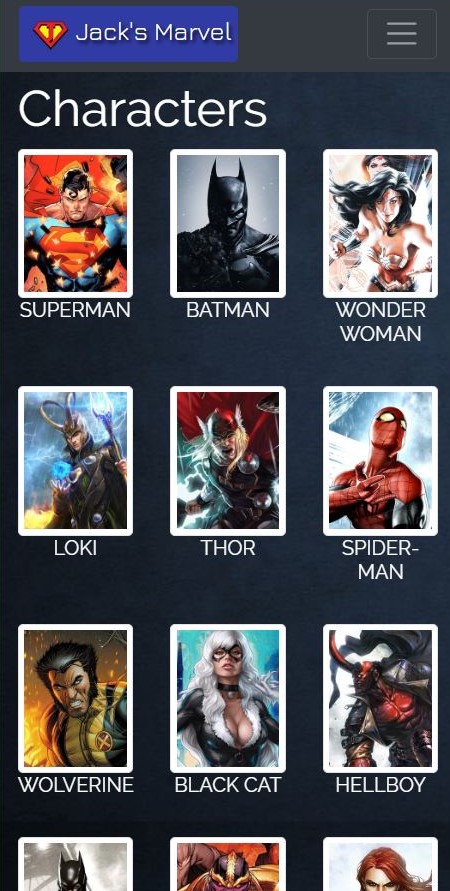 Jack's Marvel
Characters
SUPERMAN
BATMAN
WONDER
WOMAN
LOKI
THOR
SPIDER-
MAN
WOLVERINE
BLACK CAT
HELLBOY